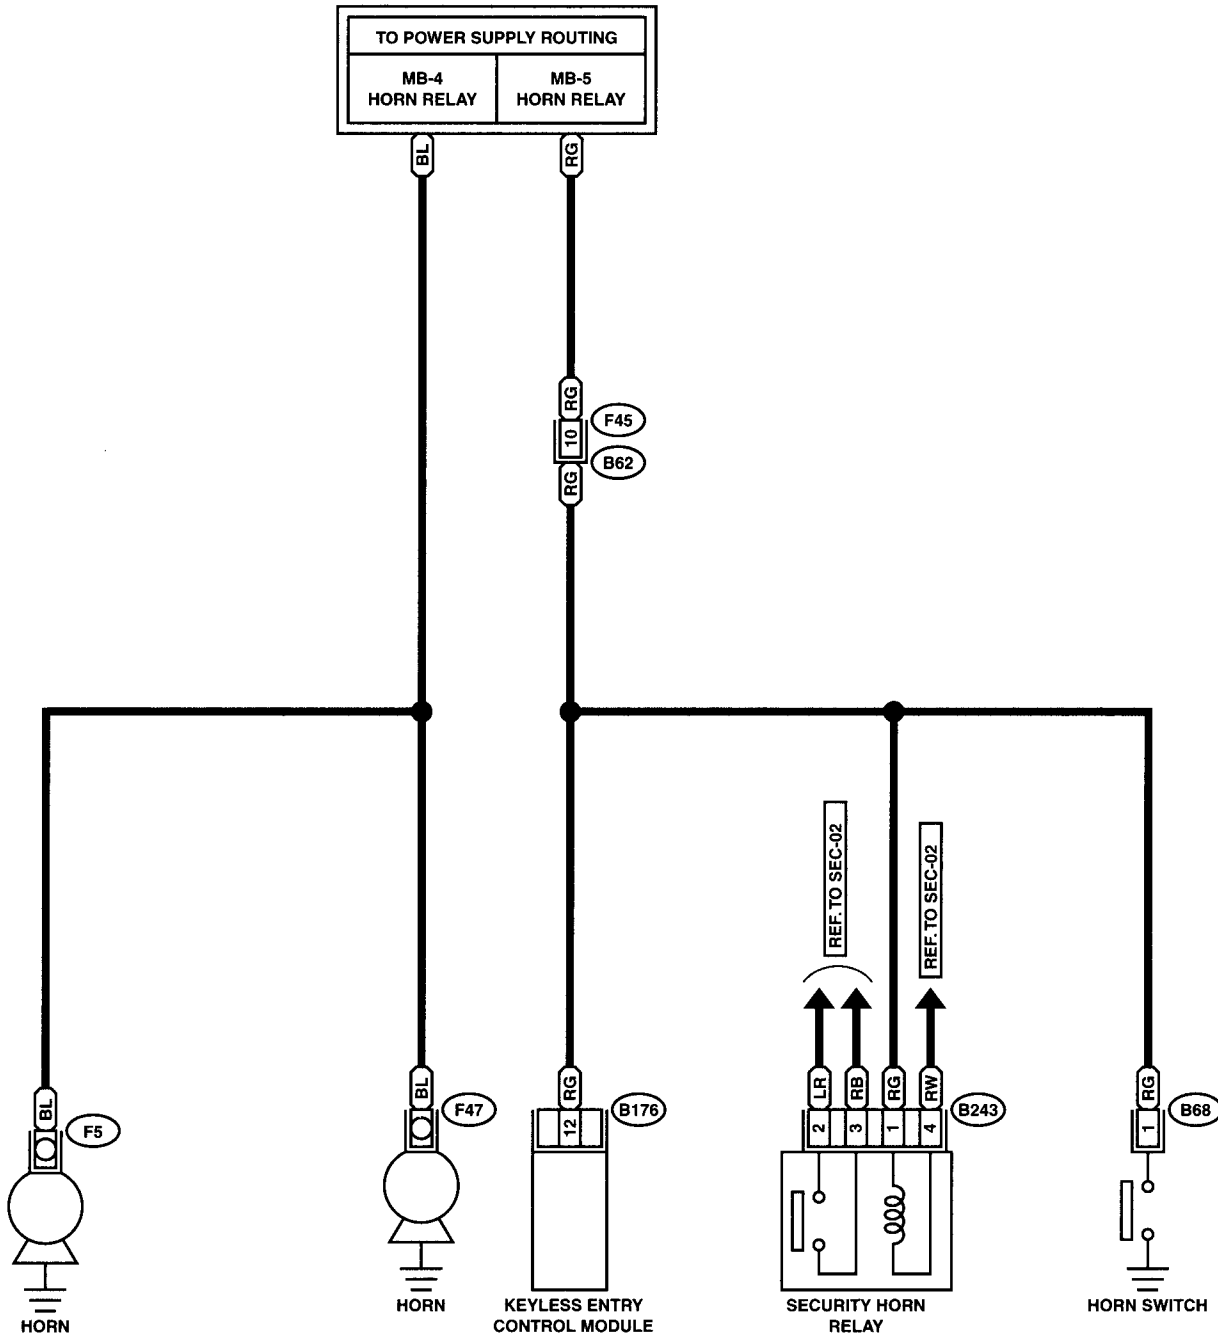 TO POWER SUPPLY ROUTING
MB-4
HORN RELAY
MB-5
HORN RELAY
BL
RG
RG
10
F45
B62
RG
REF. TO SEC-02
REF. TO SEC-02
BL
F5
BL
F47
RG
12
B176
LR
RB
RG
RW
2
3
1
4
B243
RG
1
B68
HORN
HORN
KEYLESS ENTRY
CONTROL MODULE
SECURITY HORN
RELAY
HORN SWITCH